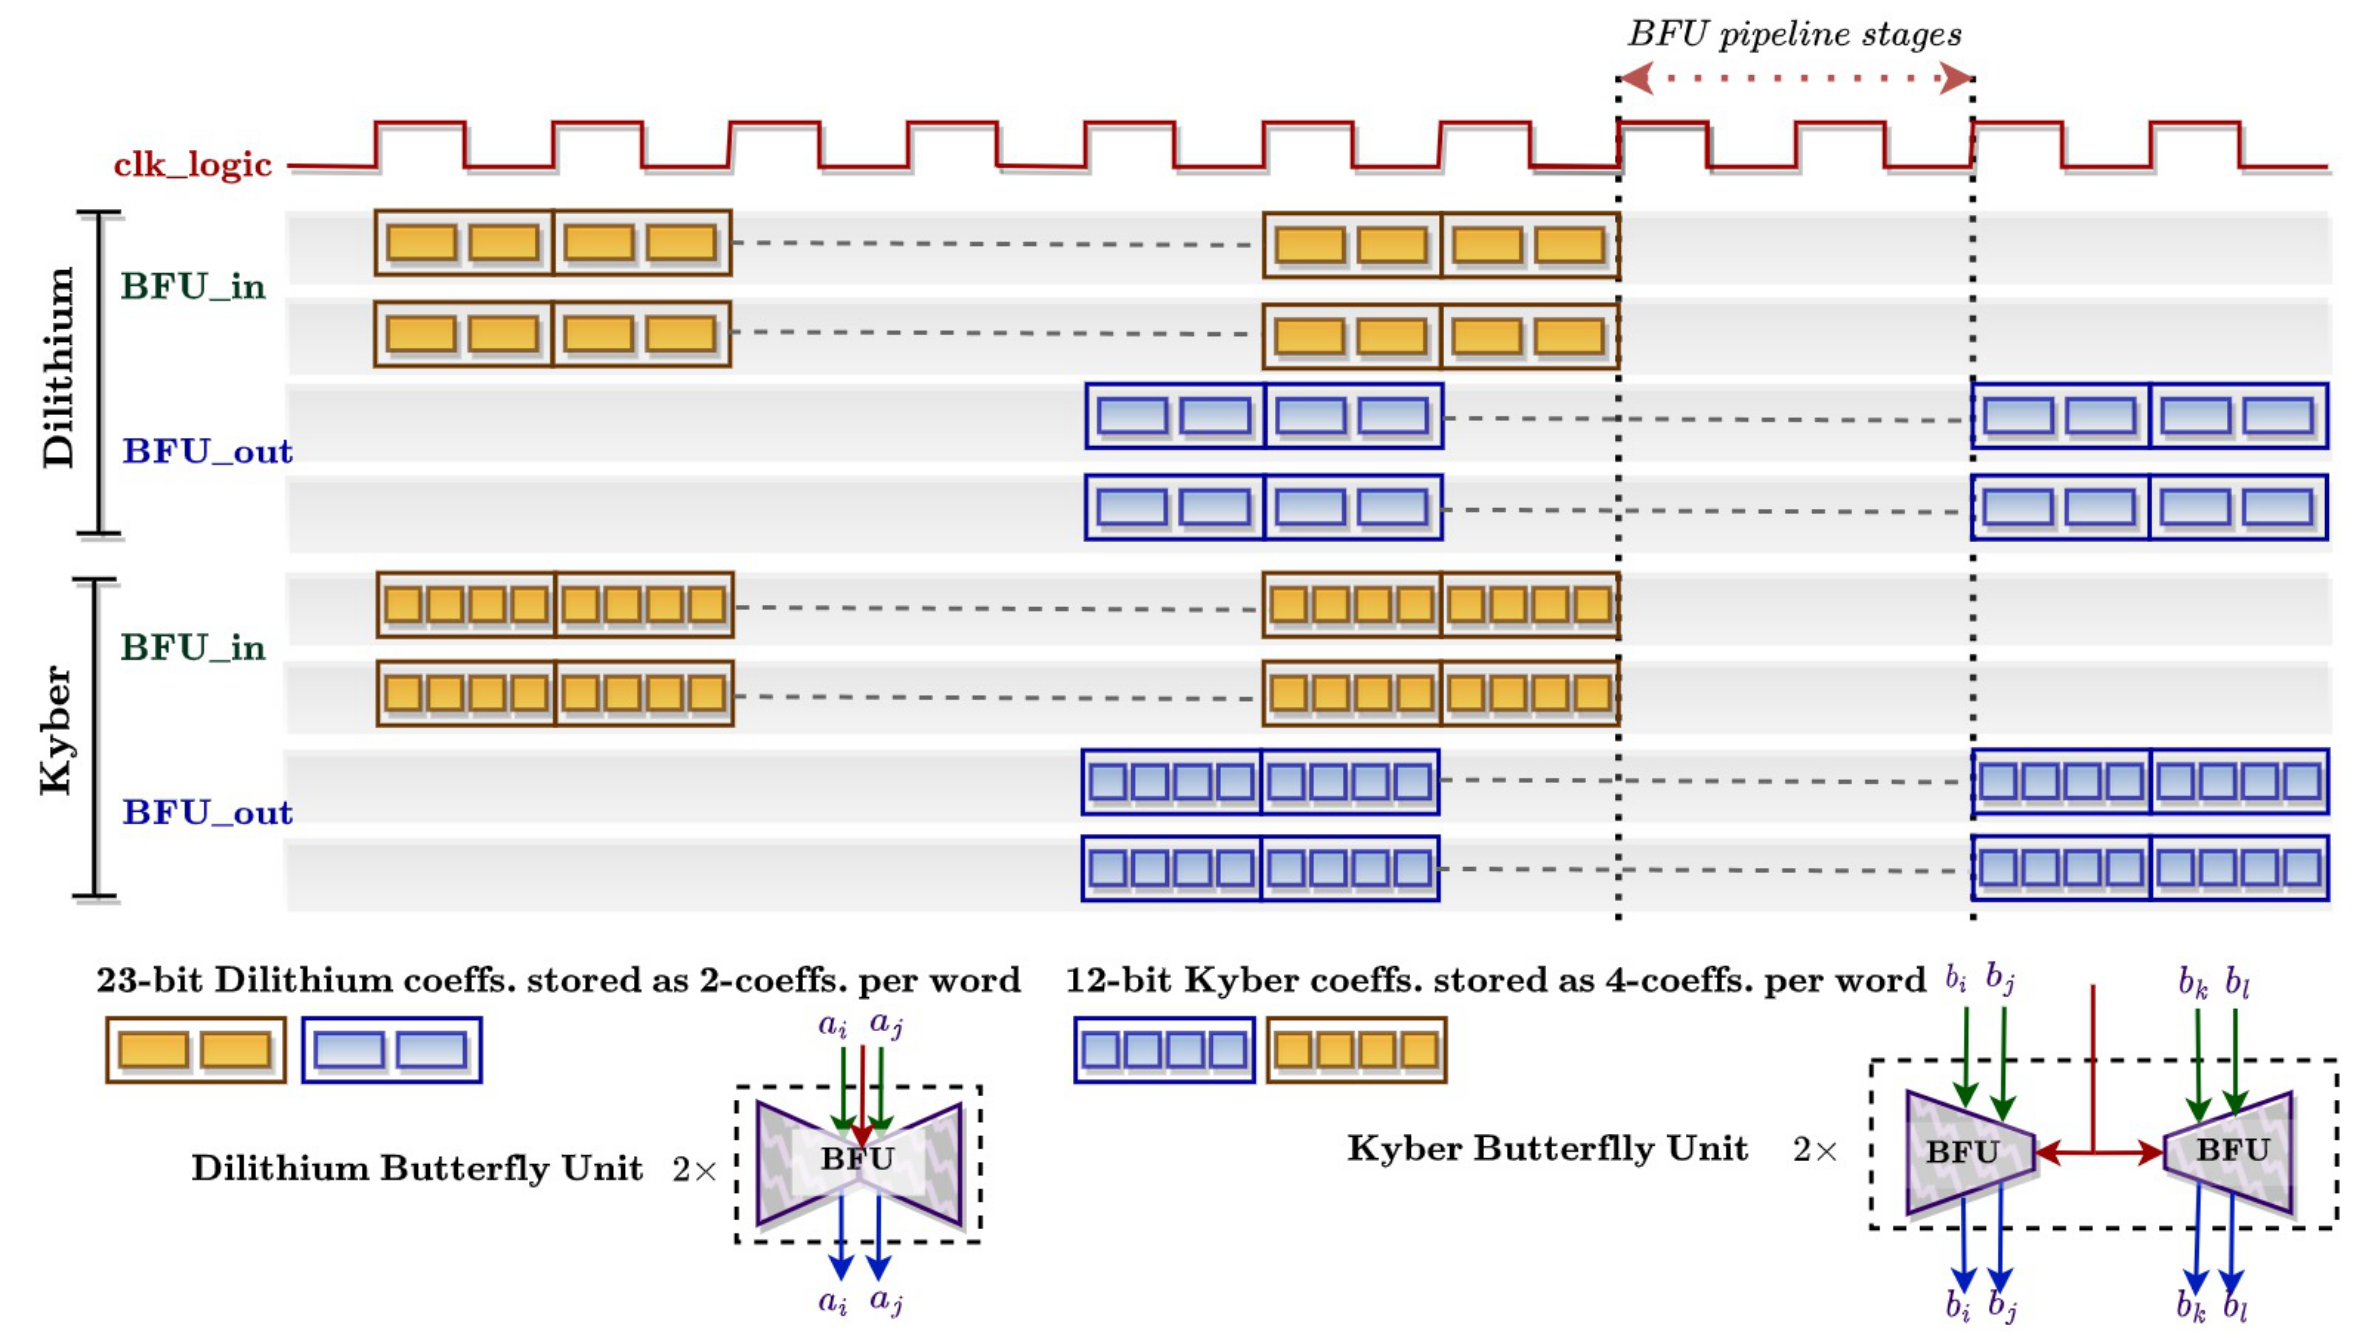 BFU pipeline stages
clk_logic
Dilithium
BFU_in
BFU_out
Kyber
BFU_in
BFU_out
23-bit Dilithium coeffs. stored as 2-coeffs. per word
12-bit Kyber coeffs. stored as 4-coeffs. per word
b_i b_j
b_k b_l
a_i a_j
Dilithium Butterfly Unit 2×
BFU
Kyber Butterflly Unit 2×
BFU
BFU
a_i a_j
b_i b_j
b_k b_l